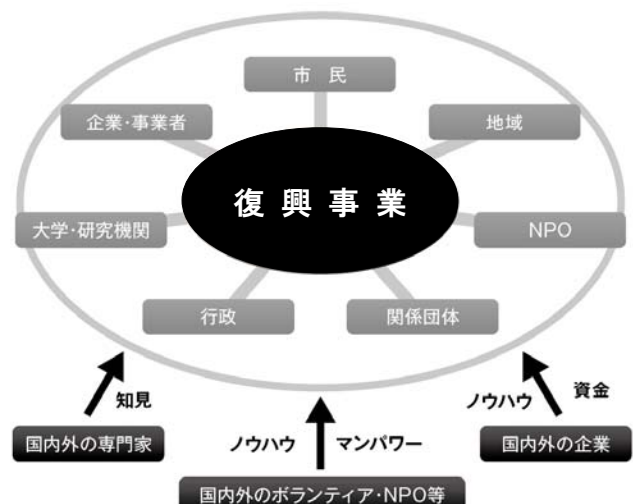 市 民
企業・事業者
地域
復 興 事 業
大学・研究機関
NPO
行政
関係団体
知見
ノウハウ
資金
国内外の専門家
ノウハウ
マンパワー
国内外の企業
国内外のボランティア・NPO等